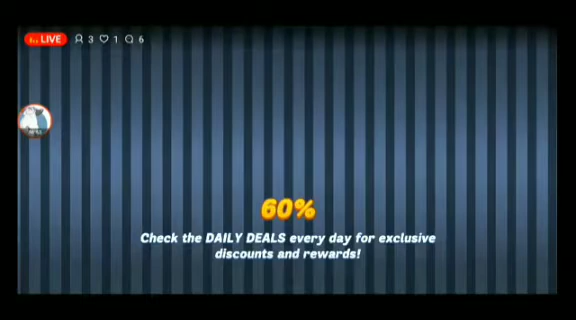 LIVE 3 1 6
60%
Check the DAILY DEALS every day for exclusive
discounts and rewards!